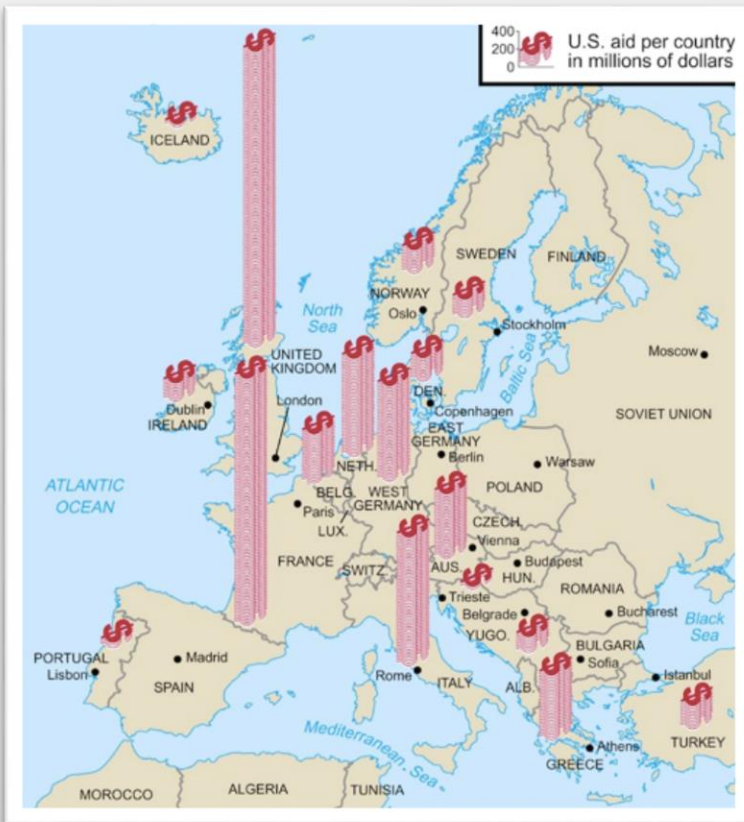 400
200
0
$
U.S. aid per country
in millions of dollars
$
$
ICELAND
$
SWEDEN
FINLAND
NORWAY
Oslo
$
North
Sea
Stockholm
Baltic Sea
Moscow
$
$
$
UNITED
KINGDOM
$
$
DEN.
Copenhagen
London
Dublin
IRELAND
$
EAST
GERMANY
Berlin
SOVIET UNION
Warsaw
NETH.
ATLANTIC
OCEAN
BELG.
WEST
GERMANY
$
POLAND
Paris
LUX.
$
CZECH.
Vienna
FRANCE
SWITZ.
AUS.
$
Budapest
HUN.
ROMANIA
Trieste
Belgrade
Bucharest
Black
Sea
$
YUGO.
$
BULGARIA
Sofia
PORTUGAL
Lisbon
Madrid
SPAIN
Rome
ITALY
ALB.
$
Istanbul
$
TURKEY
Mediterranean Sea
Athens
GREECE
MOROCCO
ALGERIA
TUNISIA